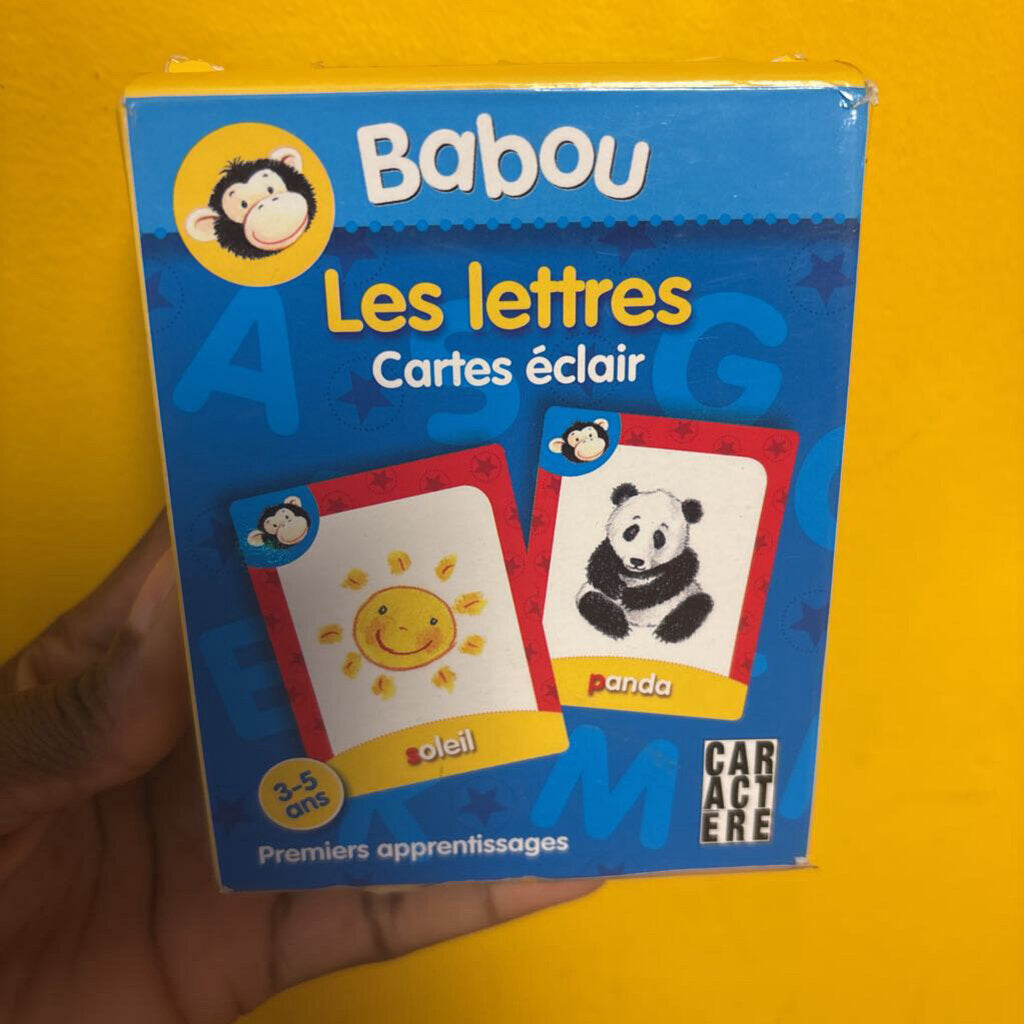 Babou
Les lettres
Cartes éclair
A S G
panda
soleil
E
K M
3-5
ans
Premiers apprentissages
CAR
ACT
ERE